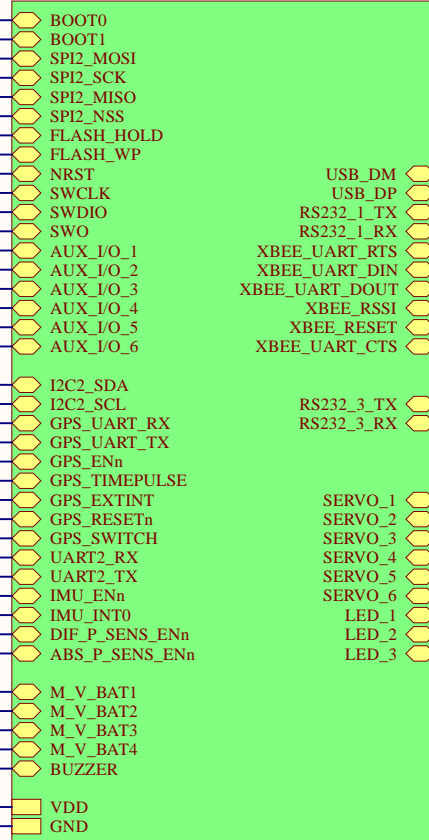 BOOT0
BOOT1
SPI2_MOSI
SPI2_SCK
SPI2_MISO
SPI2_NSS
FLASH_HOLD
FLASH_WP
NRST USB_DM
SWCLK USB_DP
SWDIO RS232_1_TX
SWO RS232_1_RX
AUX_I/O_1 XBEE_UART_RTS
AUX_I/O_2 XBEE_UART_DIN
AUX_I/O_3 XBEE_UART_DOUT
AUX_I/O_4 XBEE_RSSI
AUX_I/O_5 XBEE_RESET
AUX_I/O_6 XBEE_UART_CTS
I2C2_SDA
I2C2_SCL RS232_3_TX
GPS_UART_RX RS232_3_RX
GPS_UART_TX
GPS_ENn
GPS_TIMEPULSE
GPS_EXTINT SERVO_1
GPS_RESETn SERVO_2
GPS_SWITCH SERVO_3
UART2_RX SERVO_4
UART2_TX SERVO_5
IMU_ENn SERVO_6
IMU_INT0 LED_1
DIF_P_SENS_ENn LED_2
ABS_P_SENS_ENn LED_3
M_V_BAT1
M_V_BAT2
M_V_BAT3
M_V_BAT4
BUZZER
VDD
GND